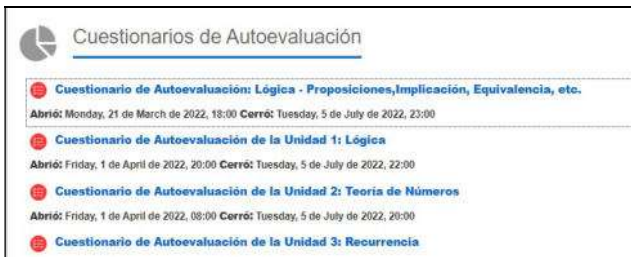 Cuestionarios de Autoevaluación
Cuestionario de Autoevaluación: Lógica - Proposiciones,Implicación, Equivalencia, etc.
Abrió: Monday, 21 de March de 2022, 18:00 Cerró: Tuesday, 5 de July de 2022, 23:00
Cuestionario de Autoevaluación de la Unidad 1: Lógica
Abrió: Friday, 1 de April de 2022, 20:00 Cerró: Tuesday, 5 de July de 2022, 22:00
Cuestionario de Autoevaluación de la Unidad 2: Teoría de Números
Abrió: Friday, 1 de April de 2022, 08:00 Cerró: Tuesday, 5 de July de 2022, 20:00
Cuestionario de Autoevaluación de la Unidad 3: Recurrencia